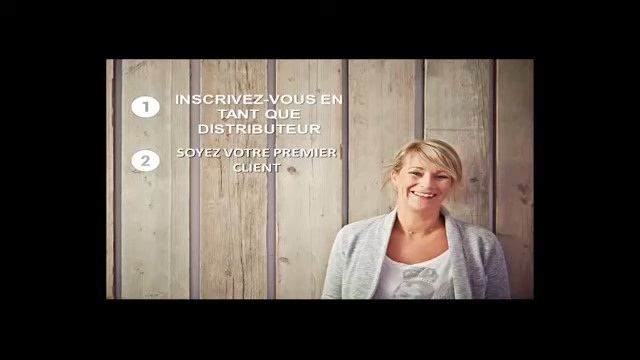 1
INSCRIVEZ-VOUS EN
TANT QUE
DISTRIBUTEUR
2
SOYEZ VOTRE PREMIER
CLIENT